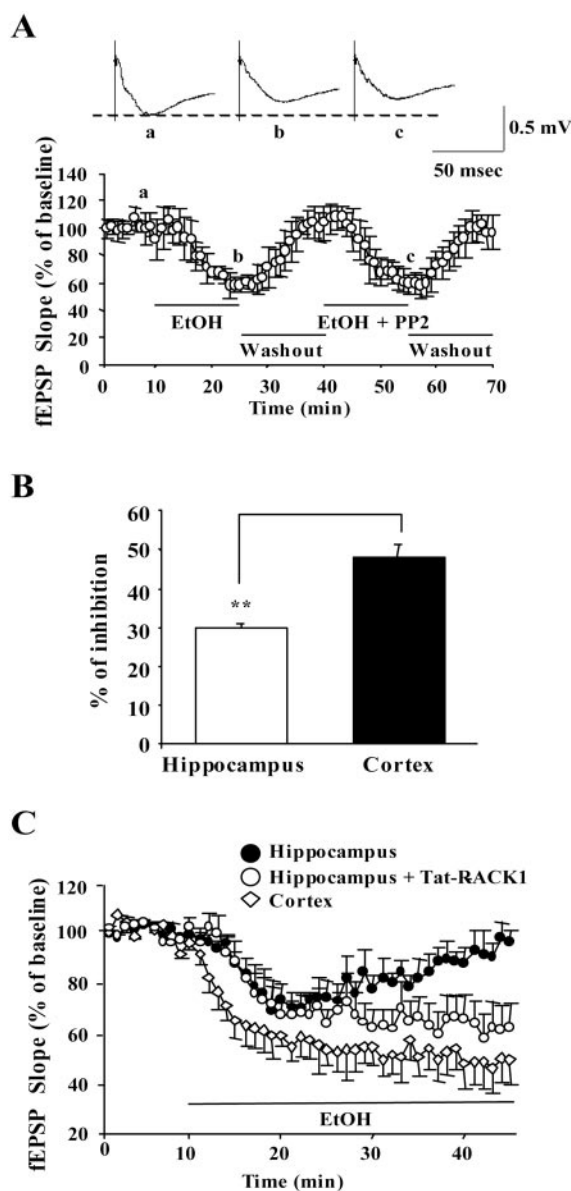 A
a
b
c
0.5 mV
50 msec
fEPSP Slope (% of baseline)
140
120
100
80
60
40
20
0
a
b
c
EtOH
EtOH + PP2
Washout
Washout
0 10 20 30 40 50 60 70
Time (min)
B
% of inhibition
60
50
40
30
20
10
0
**
Hippocampus
Cortex
C
Hippocampus
Hippocampus + Tat-RACK1
Cortex
fEPSP Slope (% of baseline)
120
100
80
60
40
20
EtOH
0 10 20 30 40
Time (min)